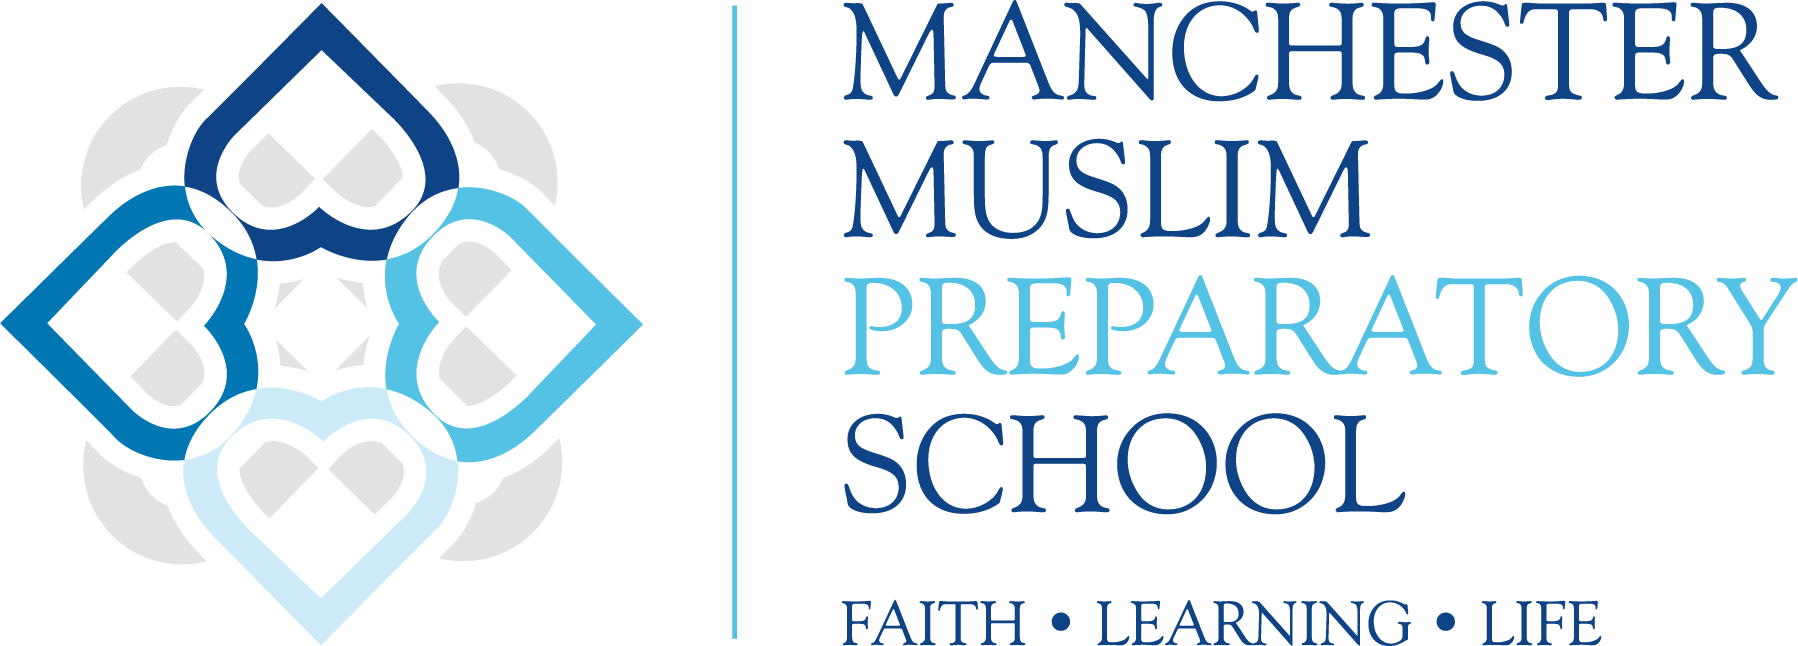 MANCHESTER
MUSLIM
PREPARATORY
SCHOOL
FAITH • LEARNING • LIFE